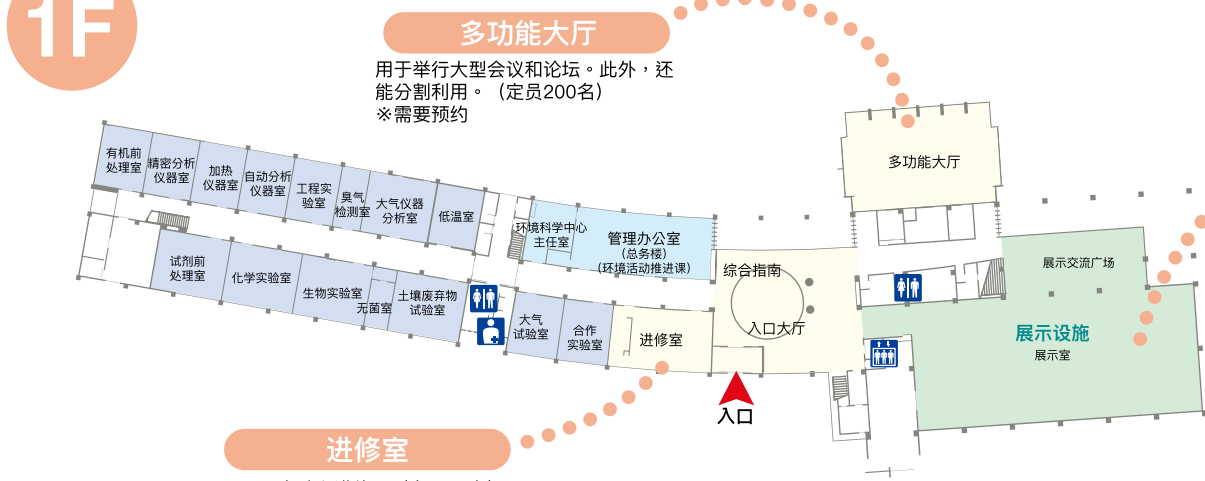 1F
多功能大厅
用于举行大型会议和论坛。此外，还
能分割利用。（定员200名）
※需要预约
有机前
处理室
精密分析
仪器室
加热
仪器室
自动分析
仪器室
工程实
验室
臭气
检测室
大气仪器
分析室
低温室
环境科学中心
主任室
管理办公室
（总务楼）
（环境活动推进课）
多功能大厅
试剂前
处理室
化学实验室
生物实验室
无菌室
土壤废弃物
试验室
大气
试验室
合作
实验室
进修室
综合指南
入口大厅
展示交流广场
展示设施
展示室
入口
进修室